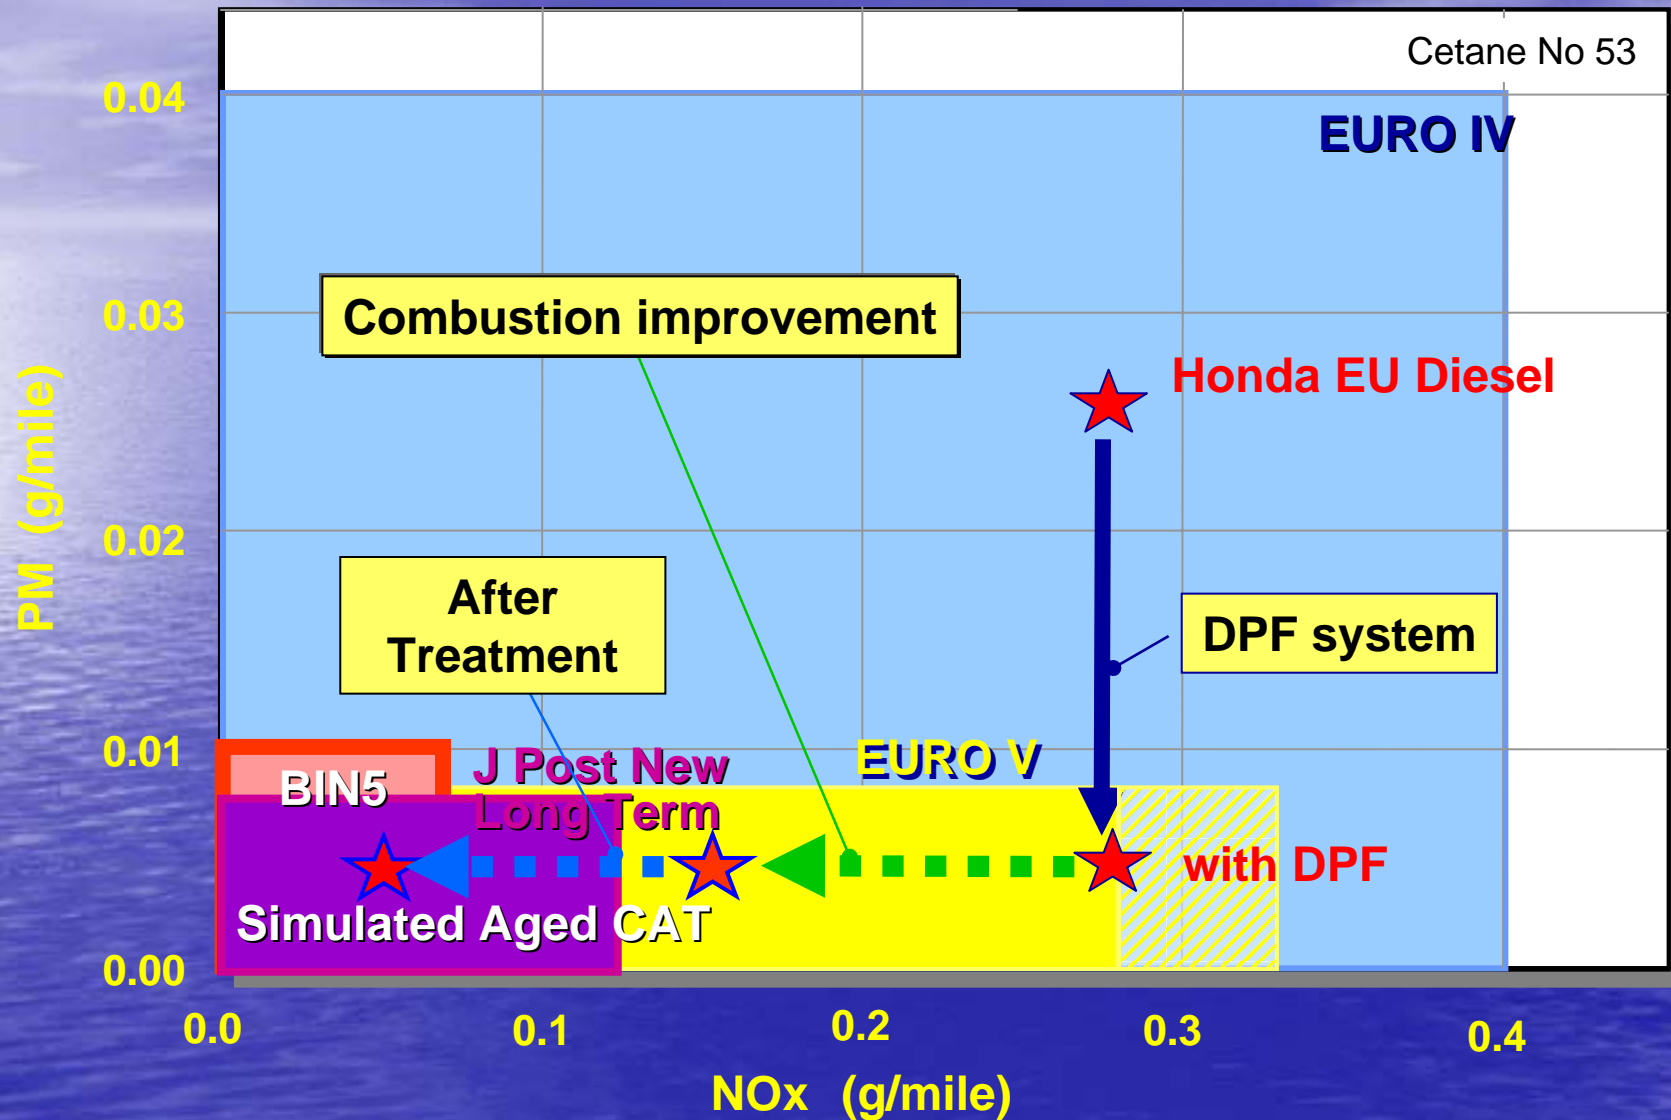 Cetane No 53
0.04
EURO IV
Combustion improvement
0.03
Honda EU Diesel
PM (g/mile)
0.02
After
Treatment
DPF system
0.01
J Post New
Long Term
EURO V
BIN5
with DPF
Simulated Aged CAT
0.00
0.0
0.1
0.2
0.3
0.4
NOx (g/mile)